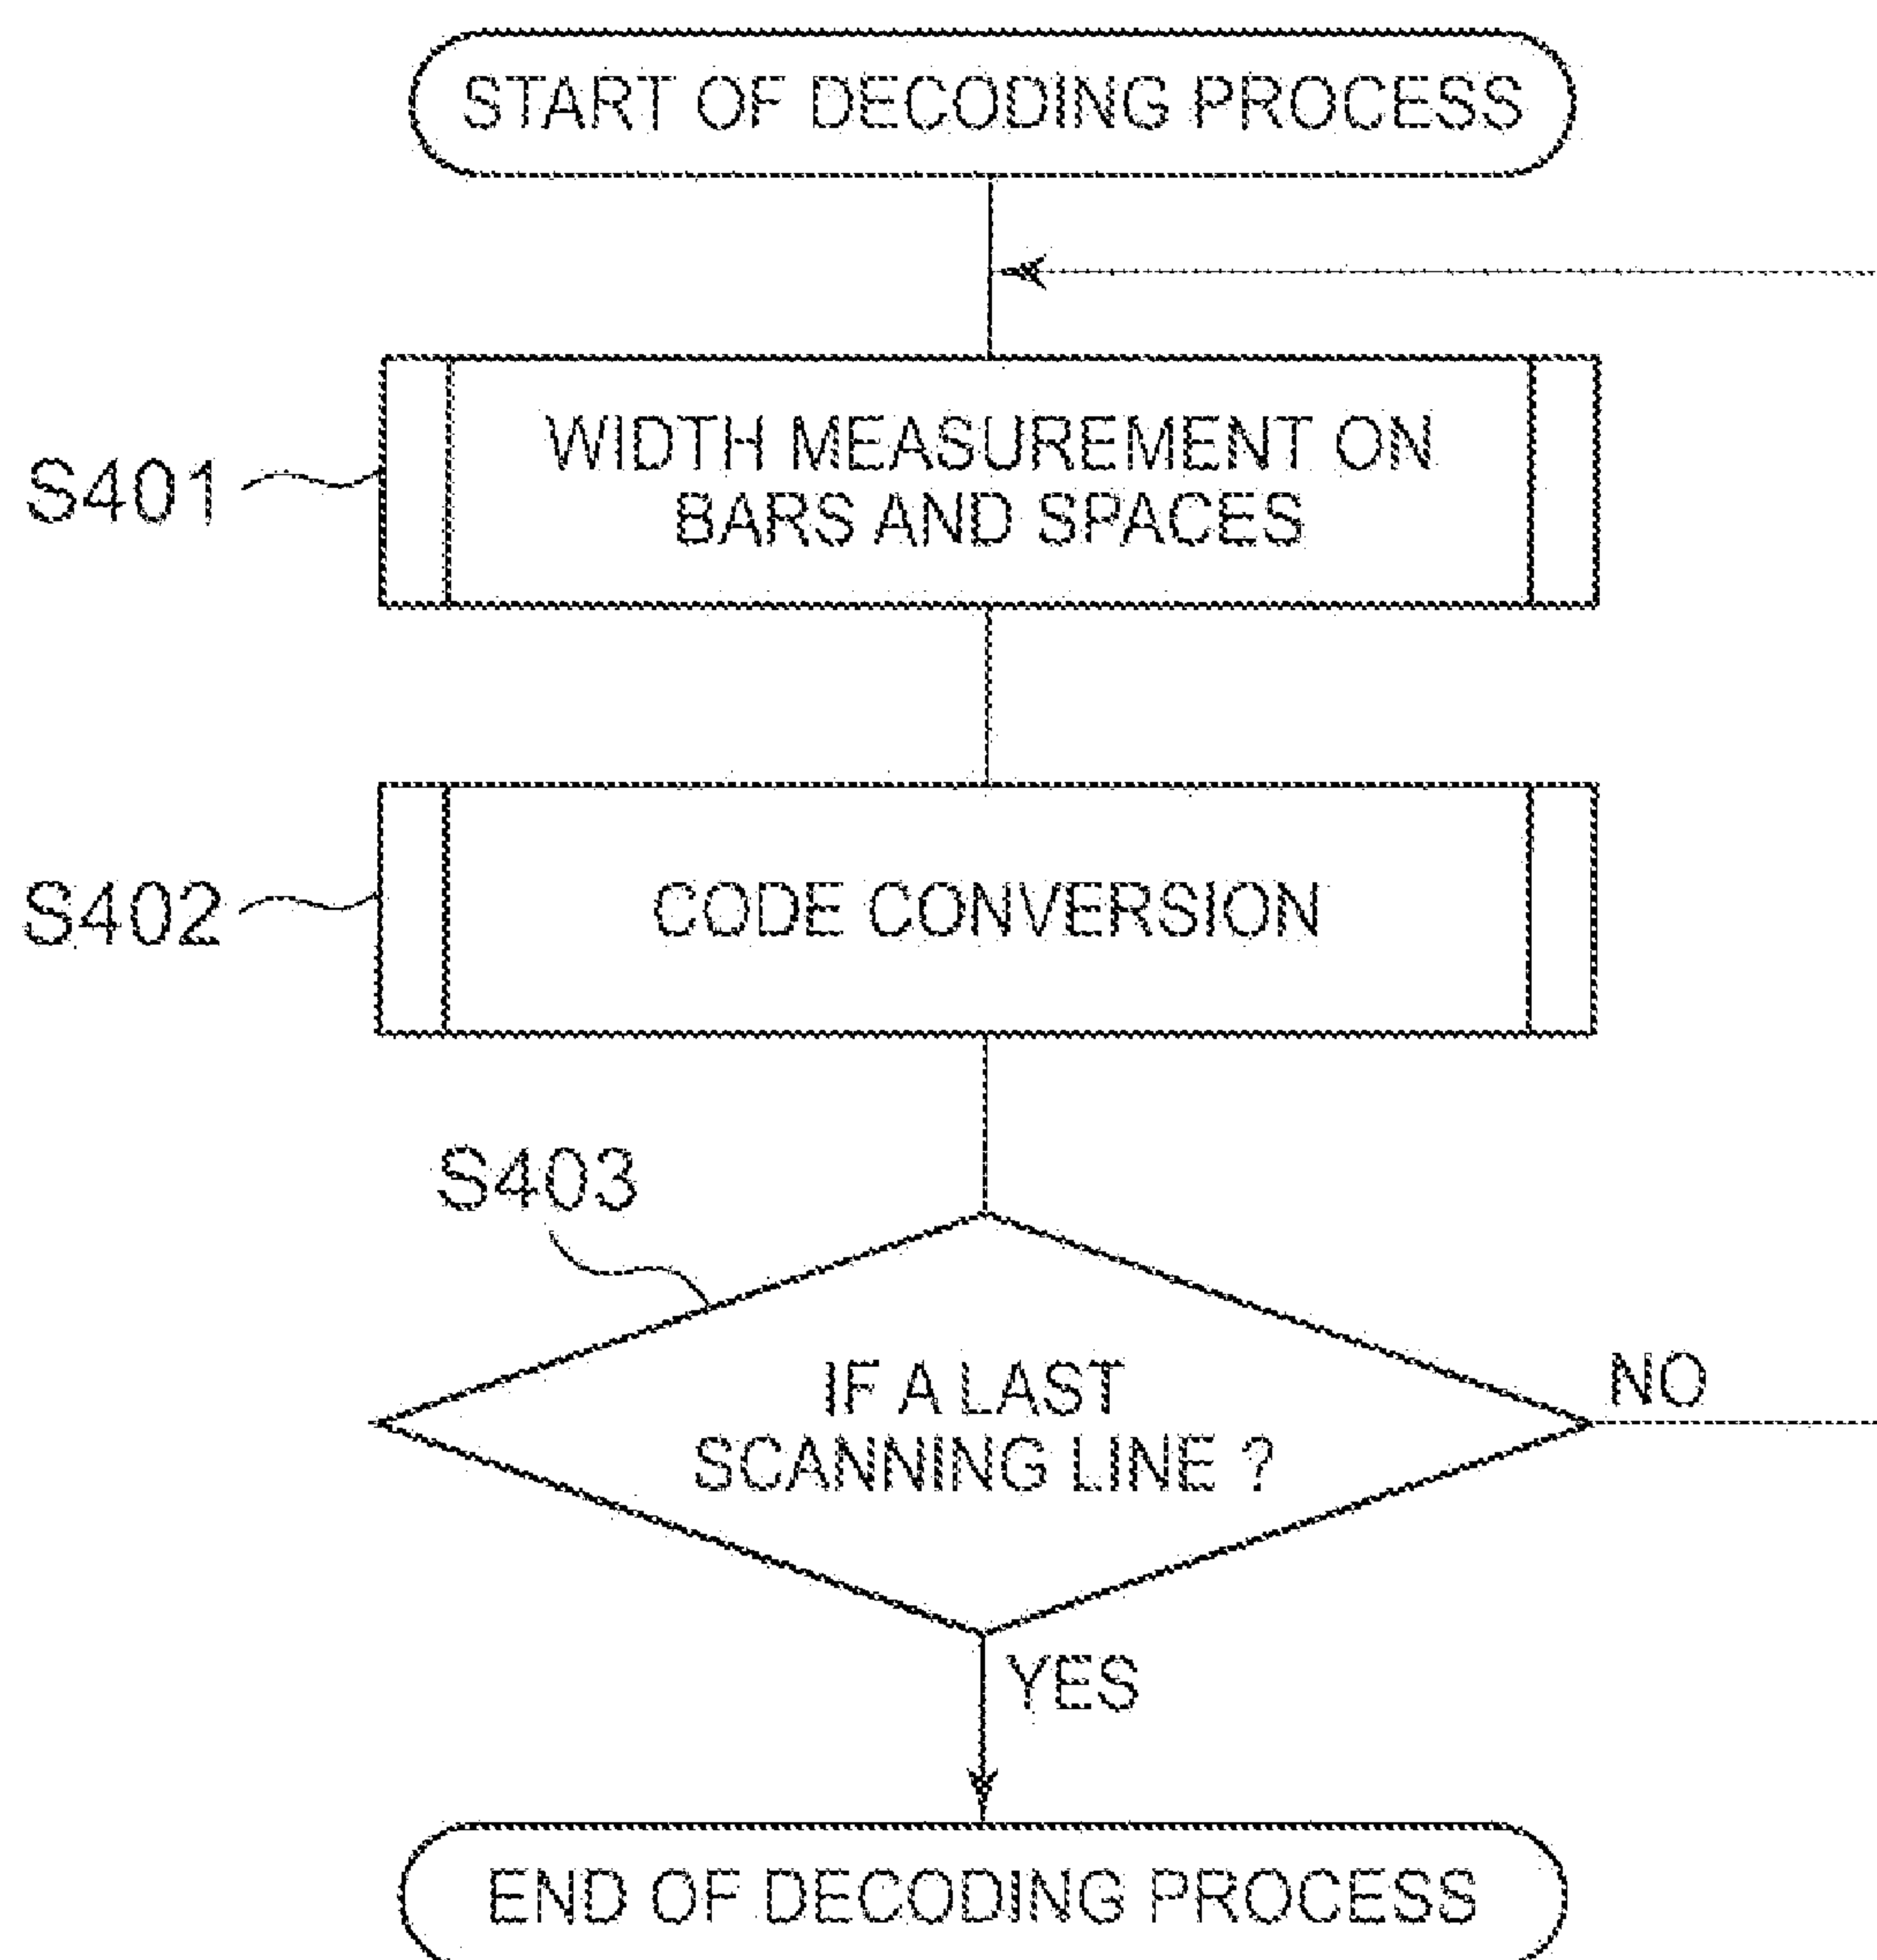 START OF DECODING PROCESS
S401
WIDTH MEASUREMENT ON
BARS AND SPACES
S402
CODE CONVERSION
S403
IF A LAST
SCANNING LINE ?
NO
YES
END OF DECODING PROCESS